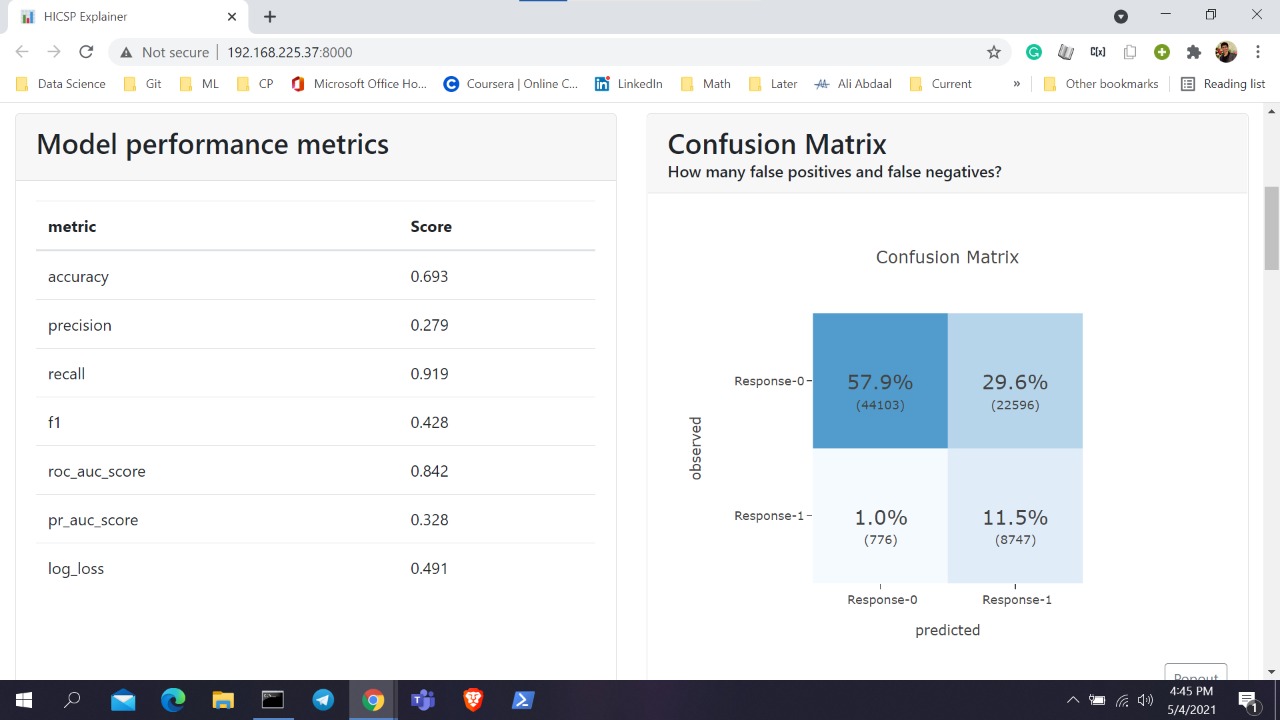 HICSP Explainer
Not secure
192.168.225.37:8000
Data Science
Git
ML
CP
Microsoft Office Ho...
Coursera | Online C...
LinkedIn
Math
Later
Ali Abdaal
Current
»
Other bookmarks
Reading list
Model performance metrics
metric Score
accuracy 0.693
precision 0.279
recall 0.919
f1 0.428
roc_auc_score 0.842
pr_auc_score 0.328
log_loss 0.491
Confusion Matrix
How many false positives and false negatives?
Confusion Matrix
observed
Response-0
57.9% 29.6%
(44103) (22596)
Response-1
1.0% 11.5%
(776) (8747)
Response-0 Response-1
predicted
Popout
4:45 PM
5/4/2021
1